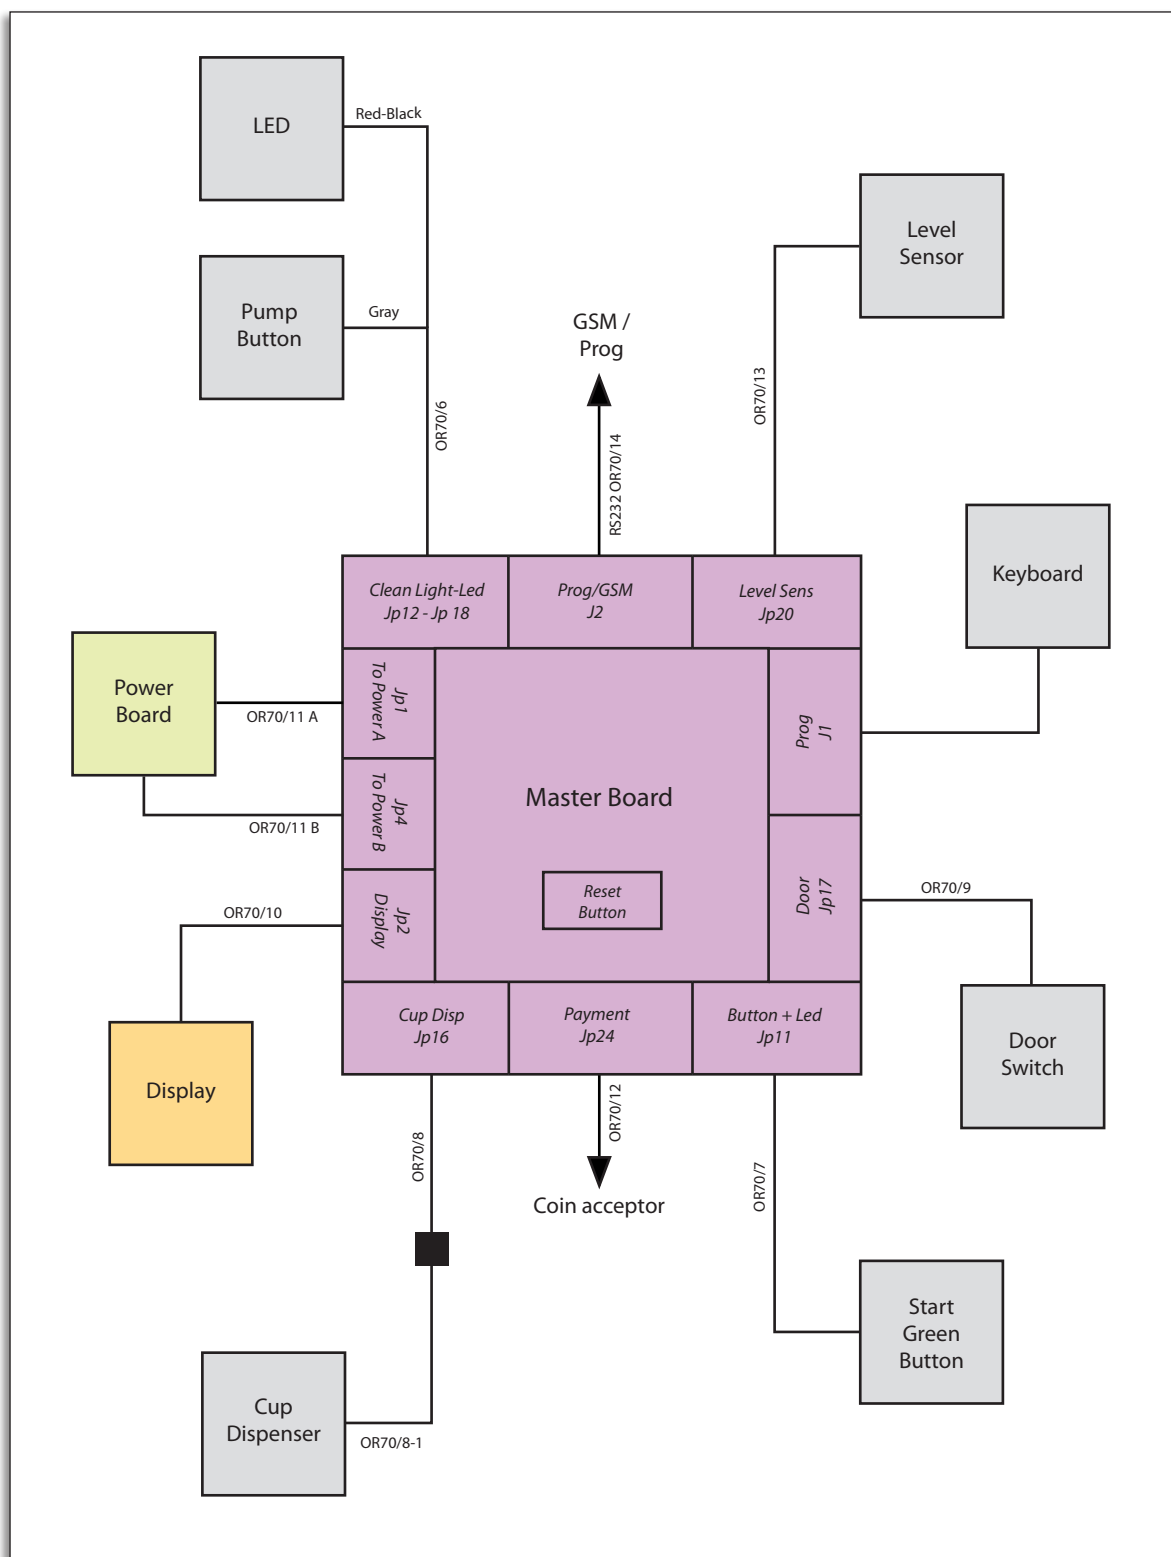 LED
Red-Black
Pump
Button
Gray
Level
Sensor
GSM /
Prog
OR70/6
RS232 OR70/14
OR70/13
Keyboard
Clean Light-Led
Jp12 - Jp 18
Prog/GSM
J2
Level Sens
Jp20
Power
Board
OR70/11 A
Jp1
To Power A
Prog
J1
OR70/11 B
Jp4
To Power B
Master Board
Reset
Button
OR70/10
Jp2
Display
Door
Jp17
OR70/9
Cup Disp
Jp16
Payment
Jp24
Button + Led
Jp11
Door
Switch
Display
OR70/8
OR70/12
OR70/7
Coin acceptor
Start
Green
Button
Cup
Dispenser
OR70/8-1